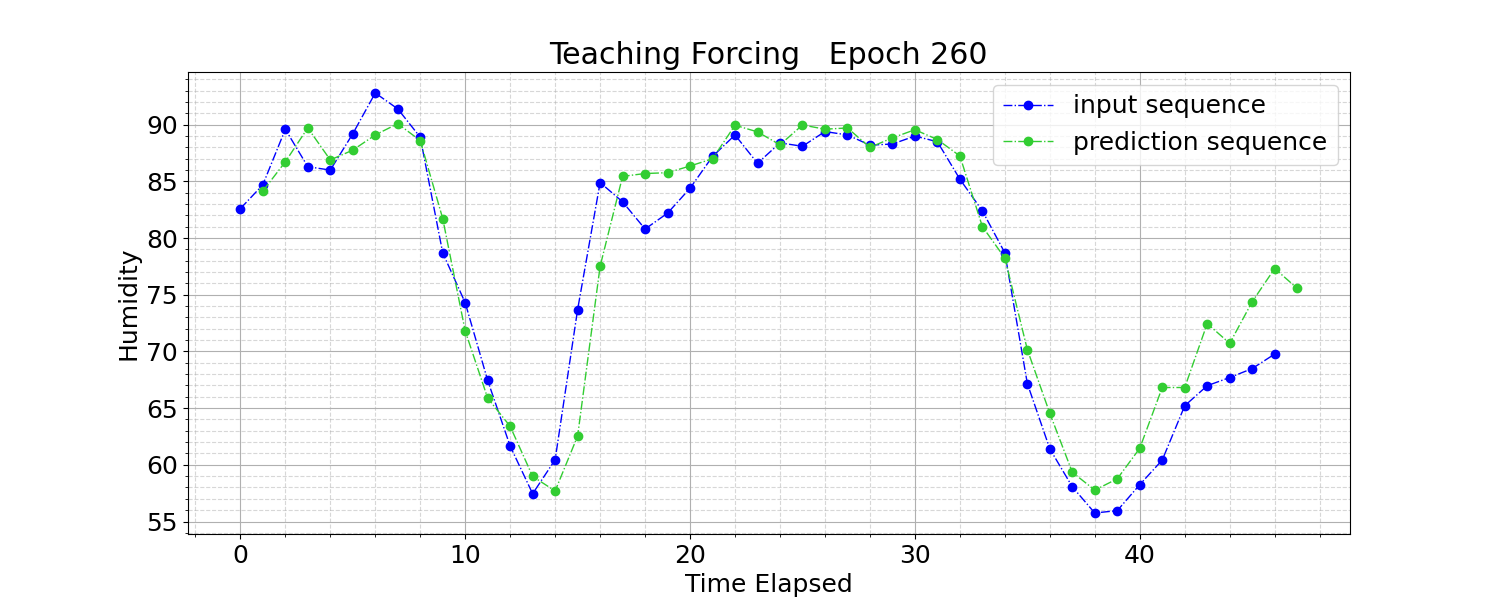 Teaching Forcing   Epoch 260
input sequence
prediction sequence
Humidity
90
85
80
75
70
65
60
55
0 10 20 30 40
Time Elapsed